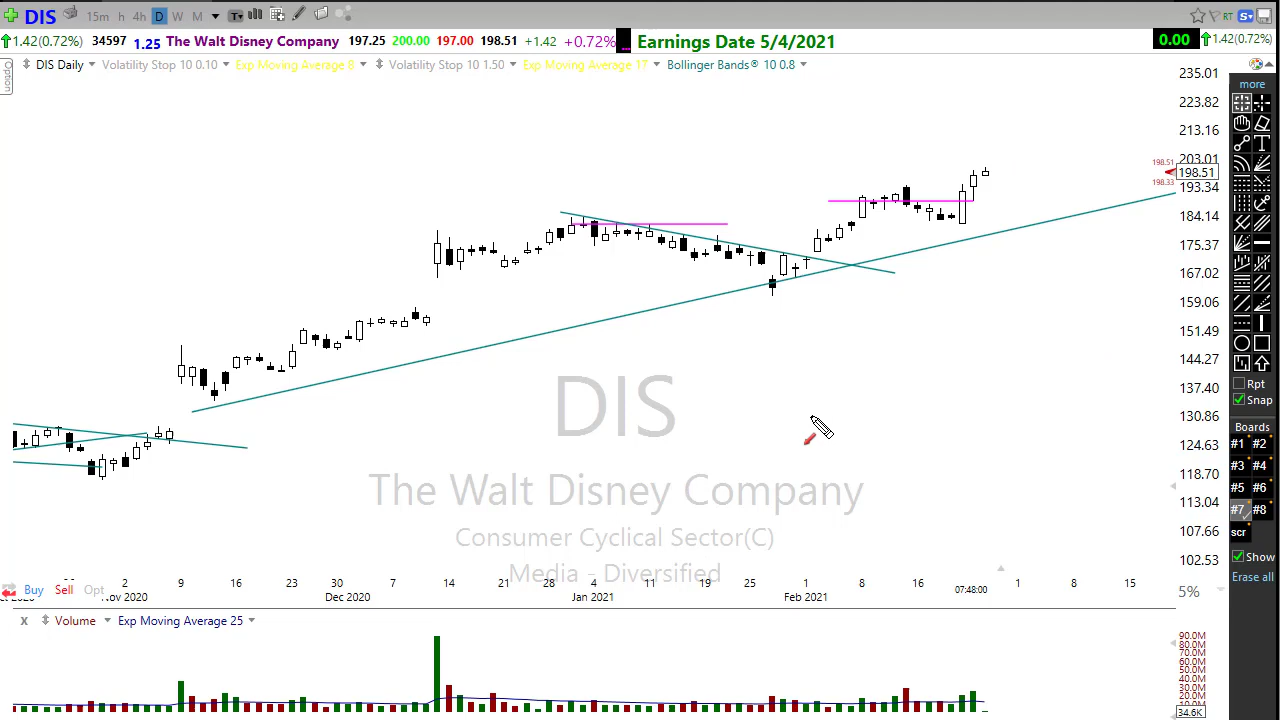 DIS 15m h 4h D W M T RT S
1.42(0.72%) 34597 1.25 The Walt Disney Company 197.25 200.00 197.00 198.51 +1.42 +0.72% ... Earnings Date 5/4/2021 0.00 1.42(0.72%)
Option
DIS Daily Volatility Stop 10 0.10 Exp Moving Average 8 Volatility Stop 10 1.50 Exp Moving Average 17 Bollinger Bands® 10 0.8
235.01
223.82
213.16
203.01
198.51
198.51
198.33
193.34
184.14
175.37
167.02
159.06
151.49
144.27
137.40
130.86
124.63
118.70
113.04
107.66
102.53
5%
DIS
The Walt Disney Company
Consumer Cyclical Sector(C)
Media - Diversified
2 9 16 23 30 7 14 21 28 4 11 19 25 1 8 16 07:48:00 1 8 15
Nov 2020 Dec 2020 Jan 2021 Feb 2021
Buy Sell Opt
X Volume Exp Moving Average 25
90.0M
80.0M
70.0M
60.0M
50.0M
40.0M
30.0M
20.0M
10.0M
34.6K
more
T
Rpt
Snap
Boards
#1 #2
#3 #4
#5 #6
#7 #8
scr
Show
Erase all